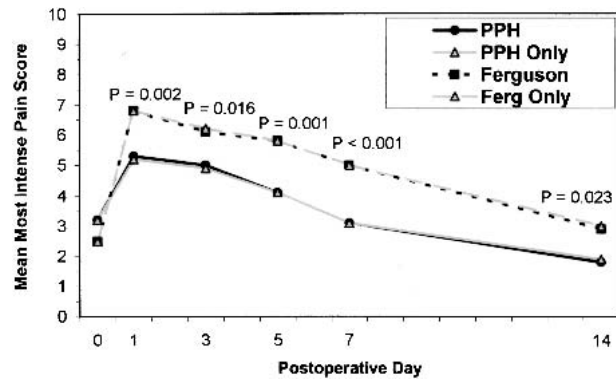 10
9
8
7
6
5
4
3
2
1
0
Mean Most Intense Pain Score
PPH
PPH Only
Ferguson
Ferg Only
P = 0.002
P = 0.016
P = 0.001
P < 0.001
P = 0.023
0 1 3 5 7 14
Postoperative Day